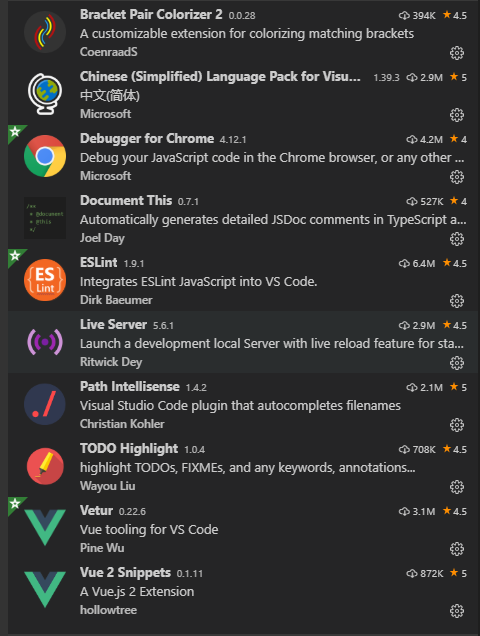 Bracket Pair Colorizer 2 0.0.28 394K 4.5
A customizable extension for colorizing matching brackets
CoenraadS
Chinese (Simplified) Language Pack for Visu... 1.39.3 2.9M 5
中文(简体)
Microsoft
Debugger for Chrome 4.12.1 4.2M 4
Debug your JavaScript code in the Chrome browser, or any other ...
Microsoft
/**
* @document
* @this
*/
Document This 0.7.1 527K 4
Automatically generates detailed JSDoc comments in TypeScript a...
Joel Day
{ES}
Lint
ESLint 1.9.1 6.4M 4.5
Integrates ESLint JavaScript into VS Code.
Dirk Baeumer
Live Server 5.6.1 2.9M 4.5
Launch a development local Server with live reload feature for sta...
Ritwick Dey
Path Intellisense 1.4.2 2.1M 5
Visual Studio Code plugin that autocompletes filenames
Christian Kohler
TODO Highlight 1.0.4 708K 4.5
highlight TODOs, FIXMEs, and any keywords, annotations...
Wayou Liu
Vetur 0.22.6 3.1M 4.5
Vue tooling for VS Code
Pine Wu
Vue 2 Snippets 0.1.11 872K 5
A Vue.js 2 Extension
hollowtree